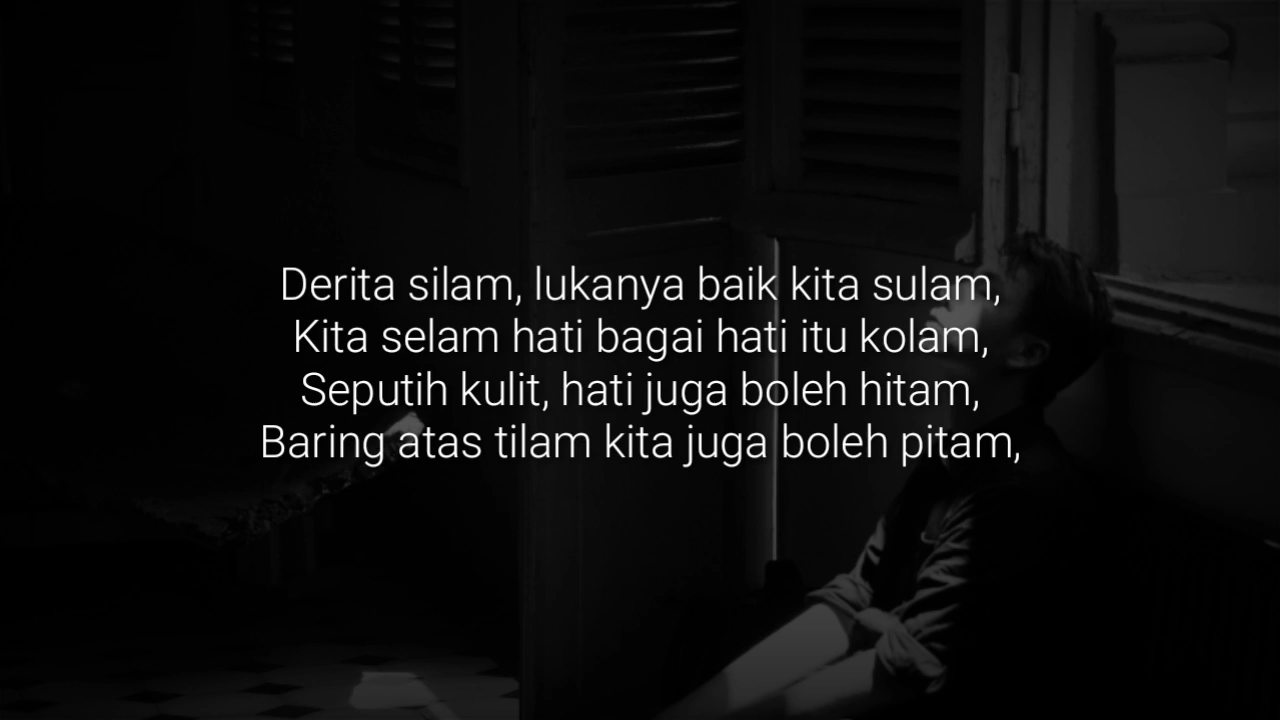 Derita silam, lukanya baik kita sulam,
Kita selam hati bagai hati itu kolam,
Seputih kulit, hati juga boleh hitam,
Baring atas tilam kita juga boleh pitam,